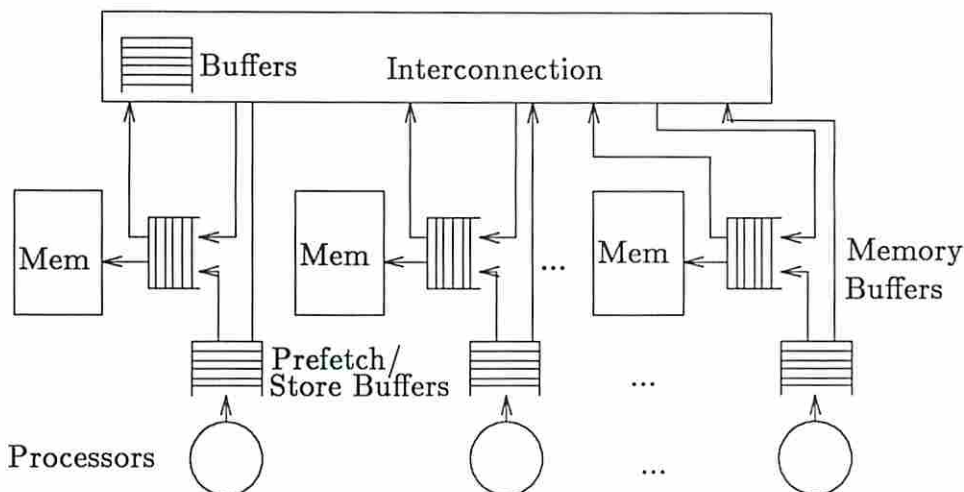 Buffers
Interconnection
Mem
Mem
...
Mem
Memory
Buffers
Prefetch/
Store Buffers
...
Processors
...